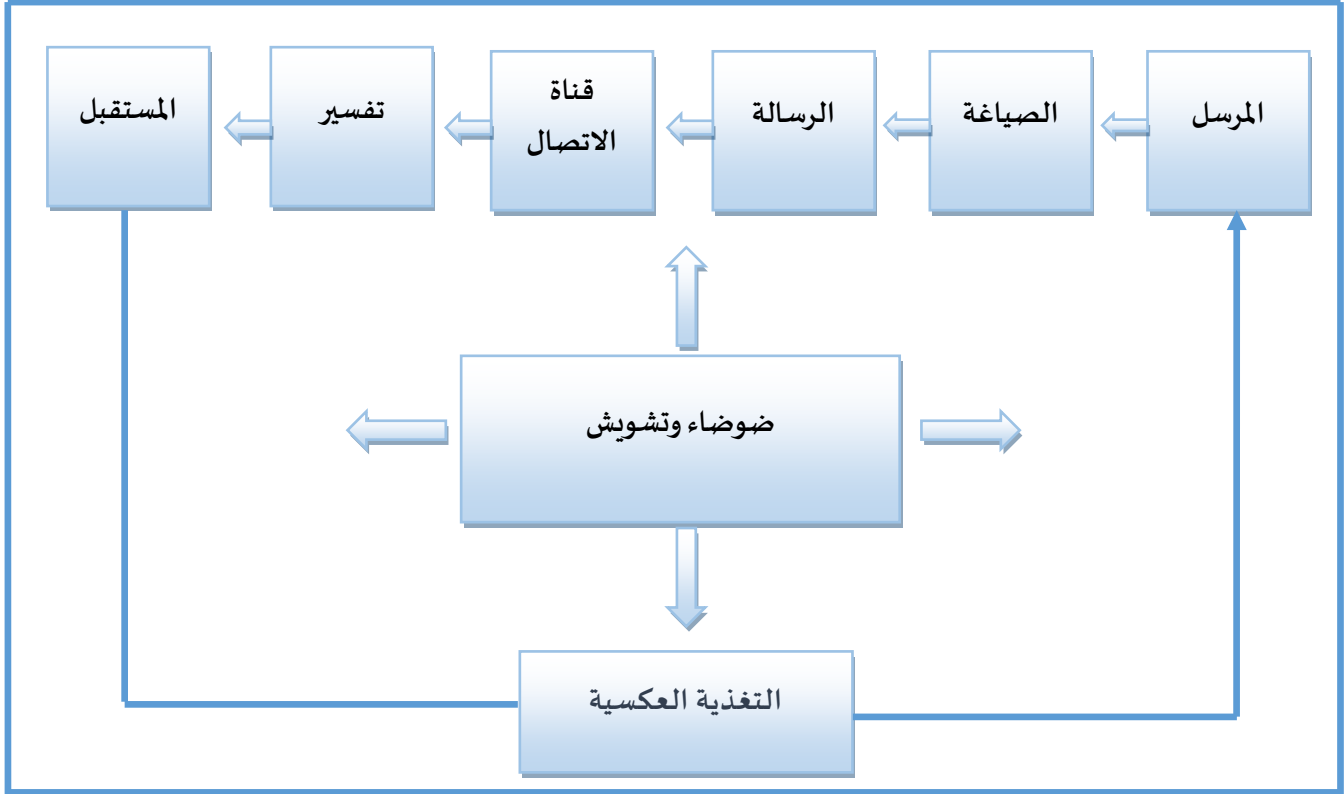 المرسل
الصياغة
الرسالة
قناة
الاتصال
تفسير
المستقبل
ضوضاء وتشويش
التغذية العكسية